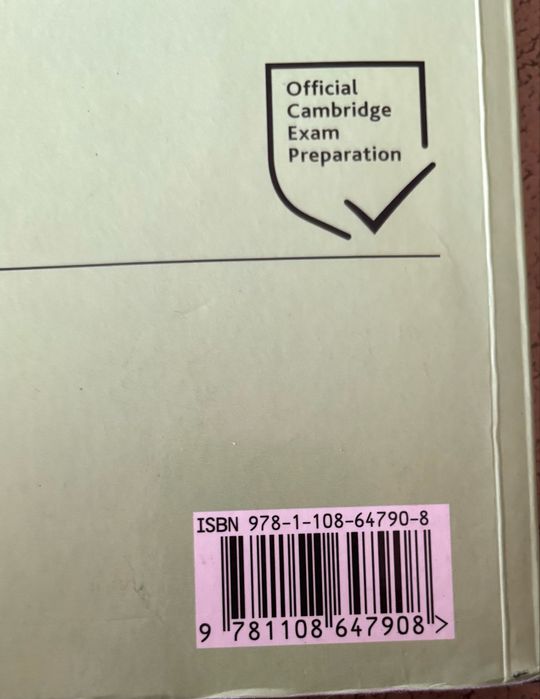 Official
Cambridge
Exam
Preparation
ISBN 978-1-108-64790-8
9 781108 647908 >